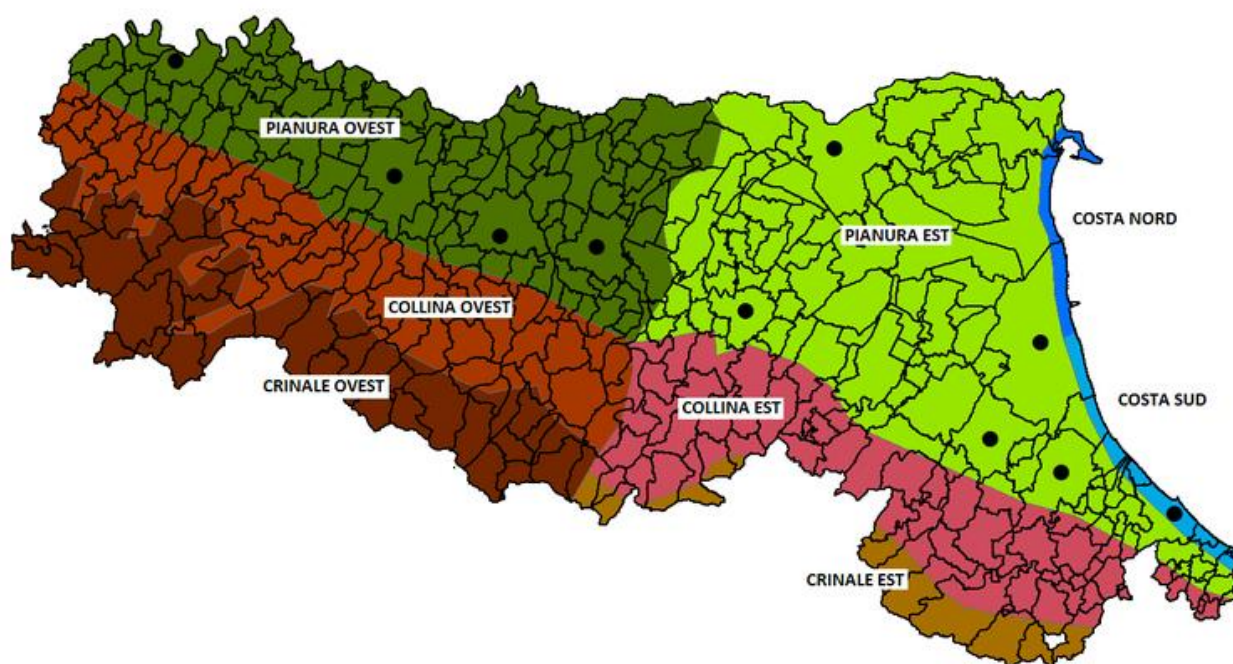 PIANURA OVEST
COSTA NORD
PIANURA EST
COLLINA OVEST
CRINALE OVEST
COLLINA EST
COSTA SUD
CRINALE EST